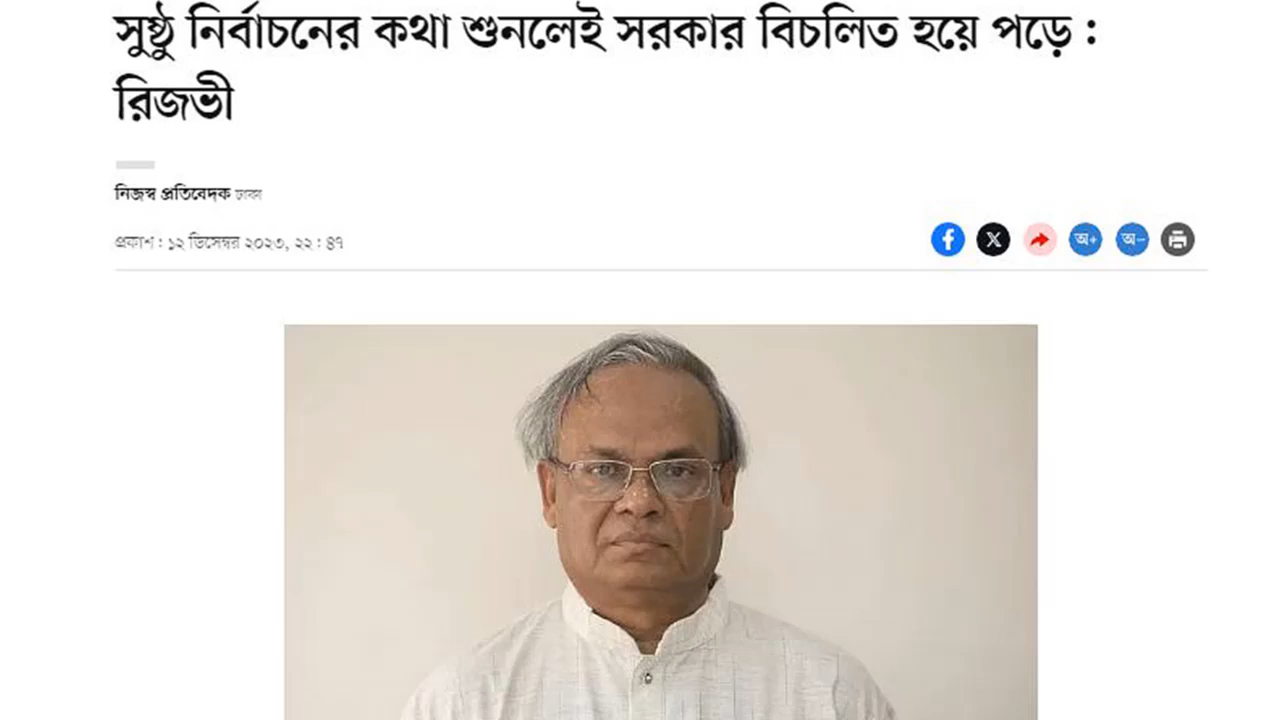 সুষ্ঠু নির্বাচনের কথা শুনলেই সরকার বিচলিত হয়ে পড়ে :
রিজভী
নিজস্ব প্রতিবেদক ঢাকা
প্রকাশ : ১২ ডিসেম্বর ২০২৩, ২২ : ৪৭
অ+ অ−